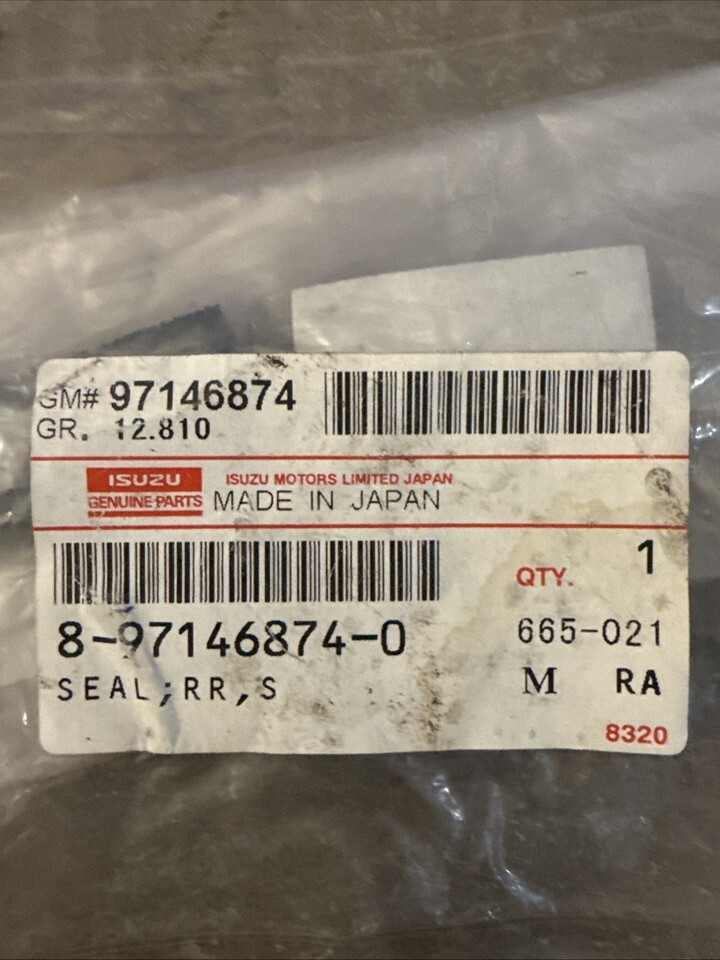 GM# 97146874
GR. 12.810
ISUZU
GENUINE PARTS
ISUZU MOTORS LIMITED JAPAN
MADE IN JAPAN
QTY. 1
8-97146874-0
665-021
SEAL;RR,S
M RA
8320